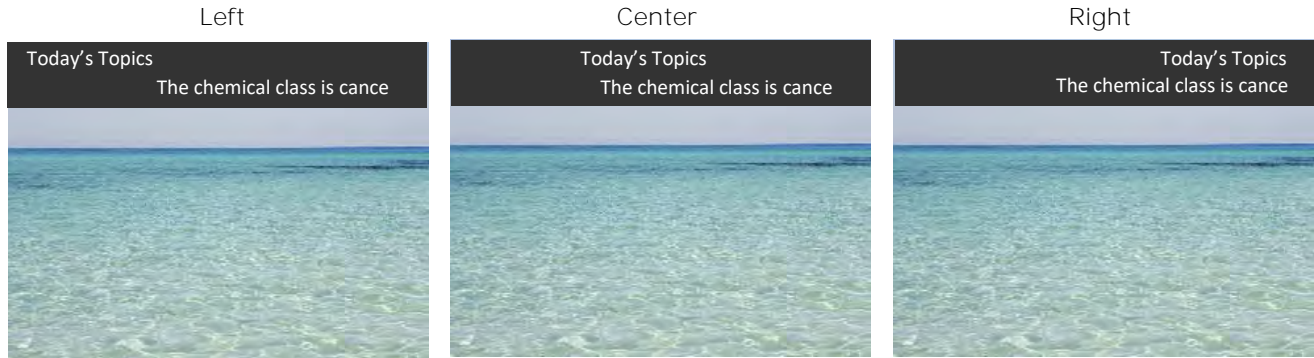 Left
Center
Right
Today's Topics
The chemical class is cance
Today's Topics
The chemical class is cance
Today's Topics
The chemical class is cance